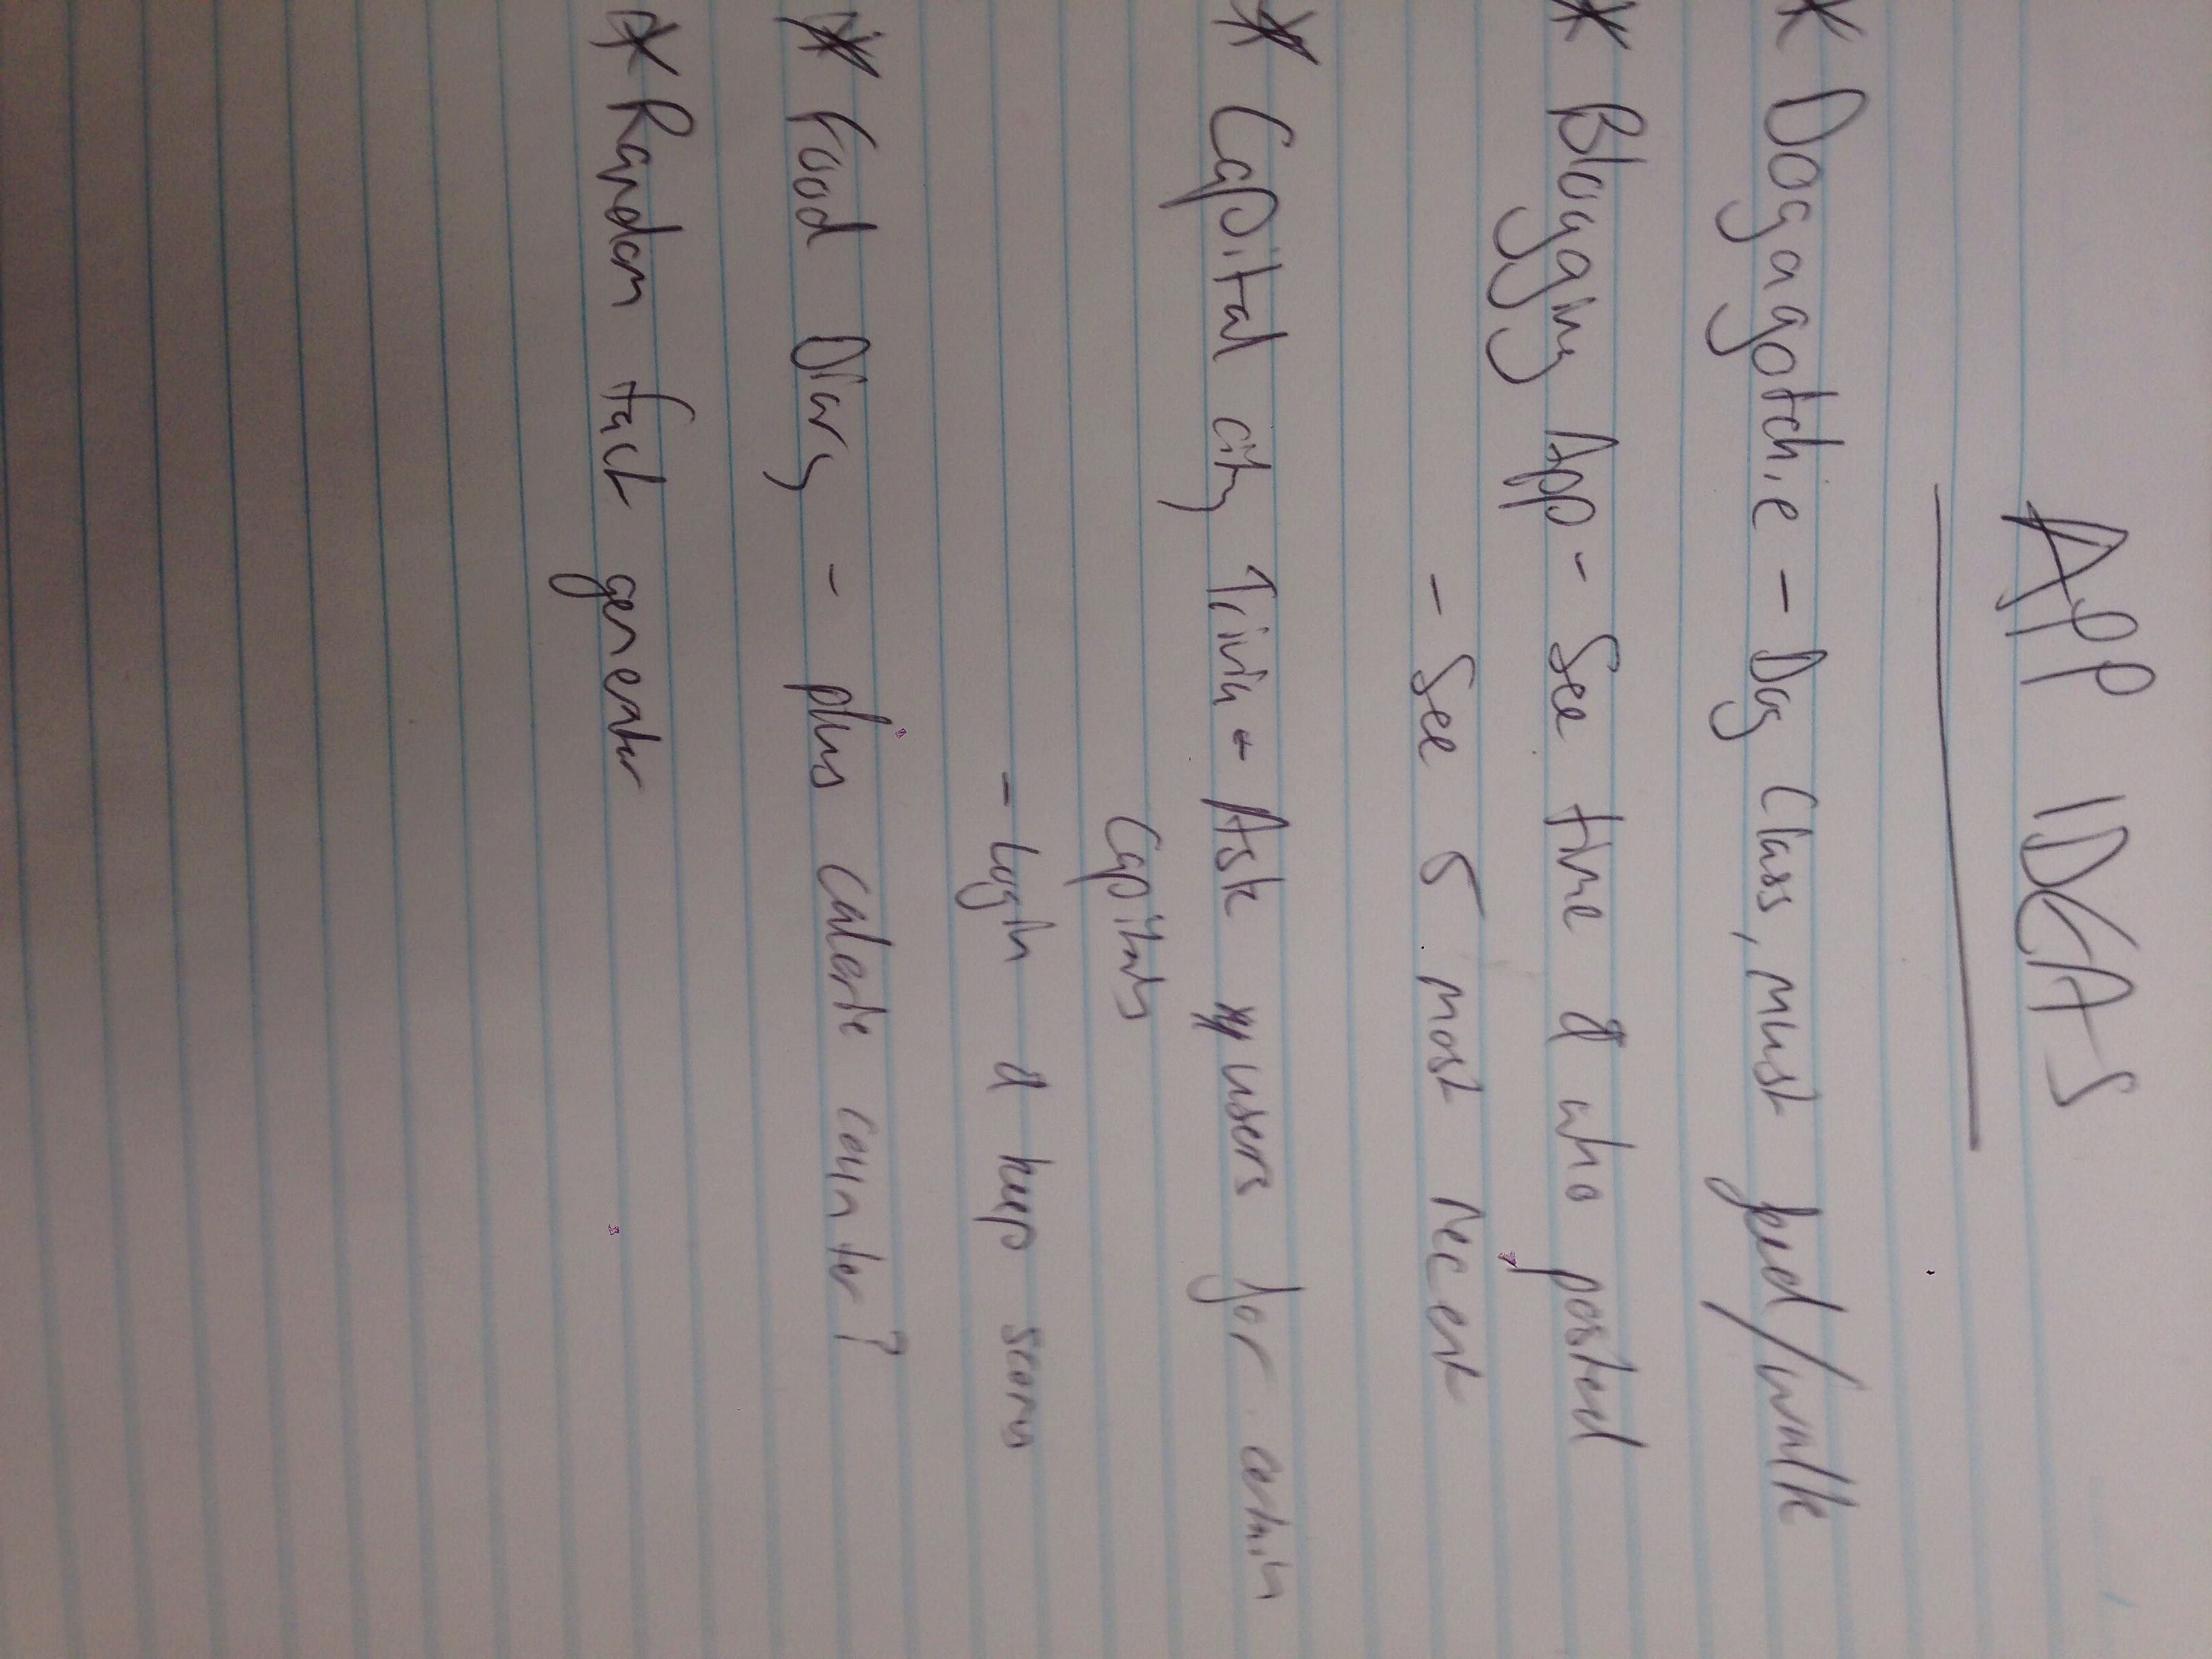 APP IDEAS
* Dogagotchie - Dog Class, must feed/walk
* Blogging App - See time & who posted
- See 5 most recent
* Capital city Trivia - Ask users for certain
Capitals
- Login & keep scores
* Food Diary - plus calorie counter?
* Random fact generator